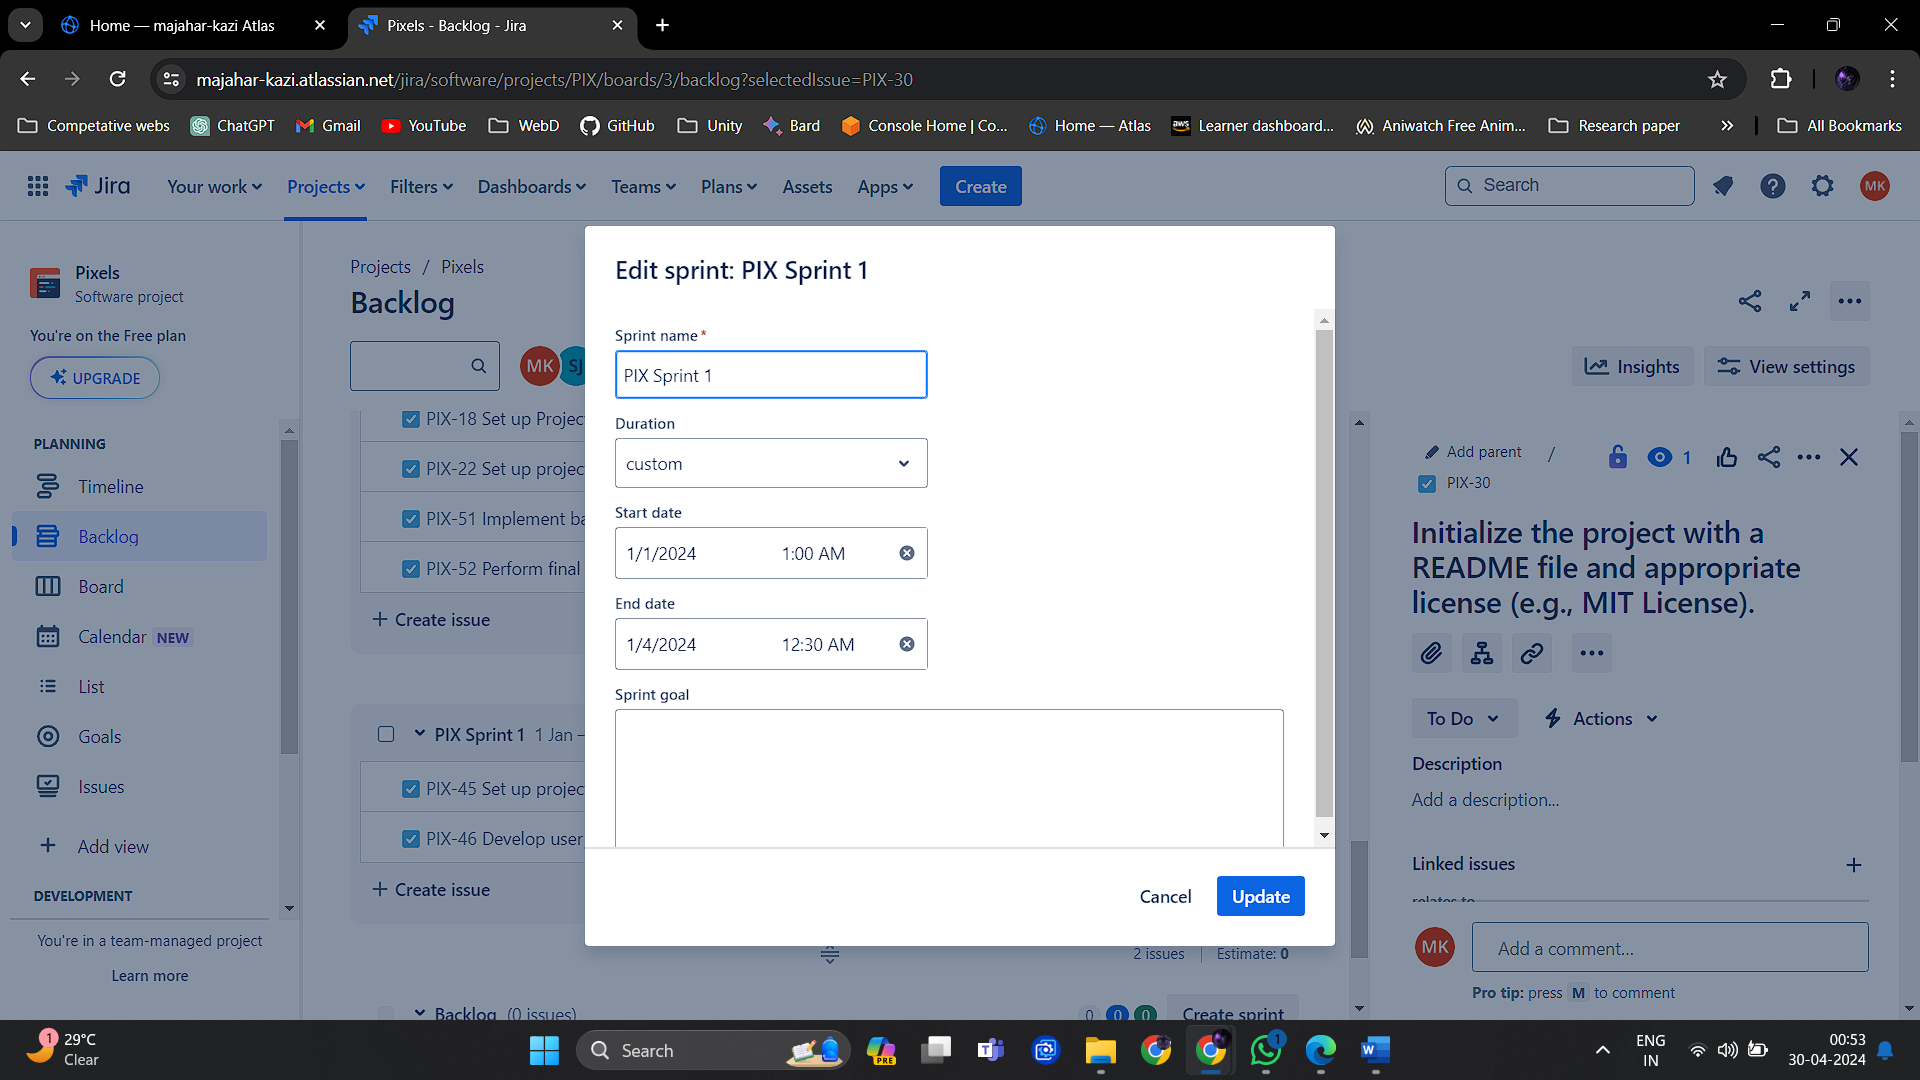 Home — majahar-kazi Atlas
Pixels - Backlog - Jira
majahar-kazi.atlassian.net/jira/software/projects/PIX/boards/3/backlog?selectedIssue=PIX-30
Competative webs
ChatGPT
Gmail
YouTube
WebD
GitHub
Unity
Bard
Console Home | Co...
Home — Atlas
aws
Learner dashboard...
Aniwatch Free Anim...
Research paper
All Bookmarks
Jira
Your work
Projects
Filters
Dashboards
Teams
Plans
Assets
Apps
Create
Search
MK
Pixels
Software project
You're on the Free plan
UPGRADE
PLANNING
Timeline
Backlog
Board
Calendar NEW
List
Goals
Issues
Add view
DEVELOPMENT
You're in a team-managed project
Learn more
Projects / Pixels
Backlog
MK
SJ
Insights
View settings
PIX-18 Set up Projec
PIX-22 Set up projec
PIX-51 Implement ba
PIX-52 Perform final
+ Create issue
PIX Sprint 1 1 Jan –
PIX-45 Set up projec
PIX-46 Develop user
+ Create issue
2 issues
Estimate: 0
Backlog (0 issues)
0
0
0
Create sprint
Edit sprint: PIX Sprint 1
Sprint name*
PIX Sprint 1
Duration
custom
Start date
1/1/2024 1:00 AM
End date
1/4/2024 12:30 AM
Sprint goal
Cancel
Update
Add parent /
1
PIX-30
Initialize the project with a
README file and appropriate
license (e.g., MIT License).
To Do
Actions
Description
Add a description...
Linked issues
relates to
MK
Add a comment...
Pro tip: press M to comment
1
29°C
Clear
Search
PRE
1
ENG
IN
00:53
30-04-2024